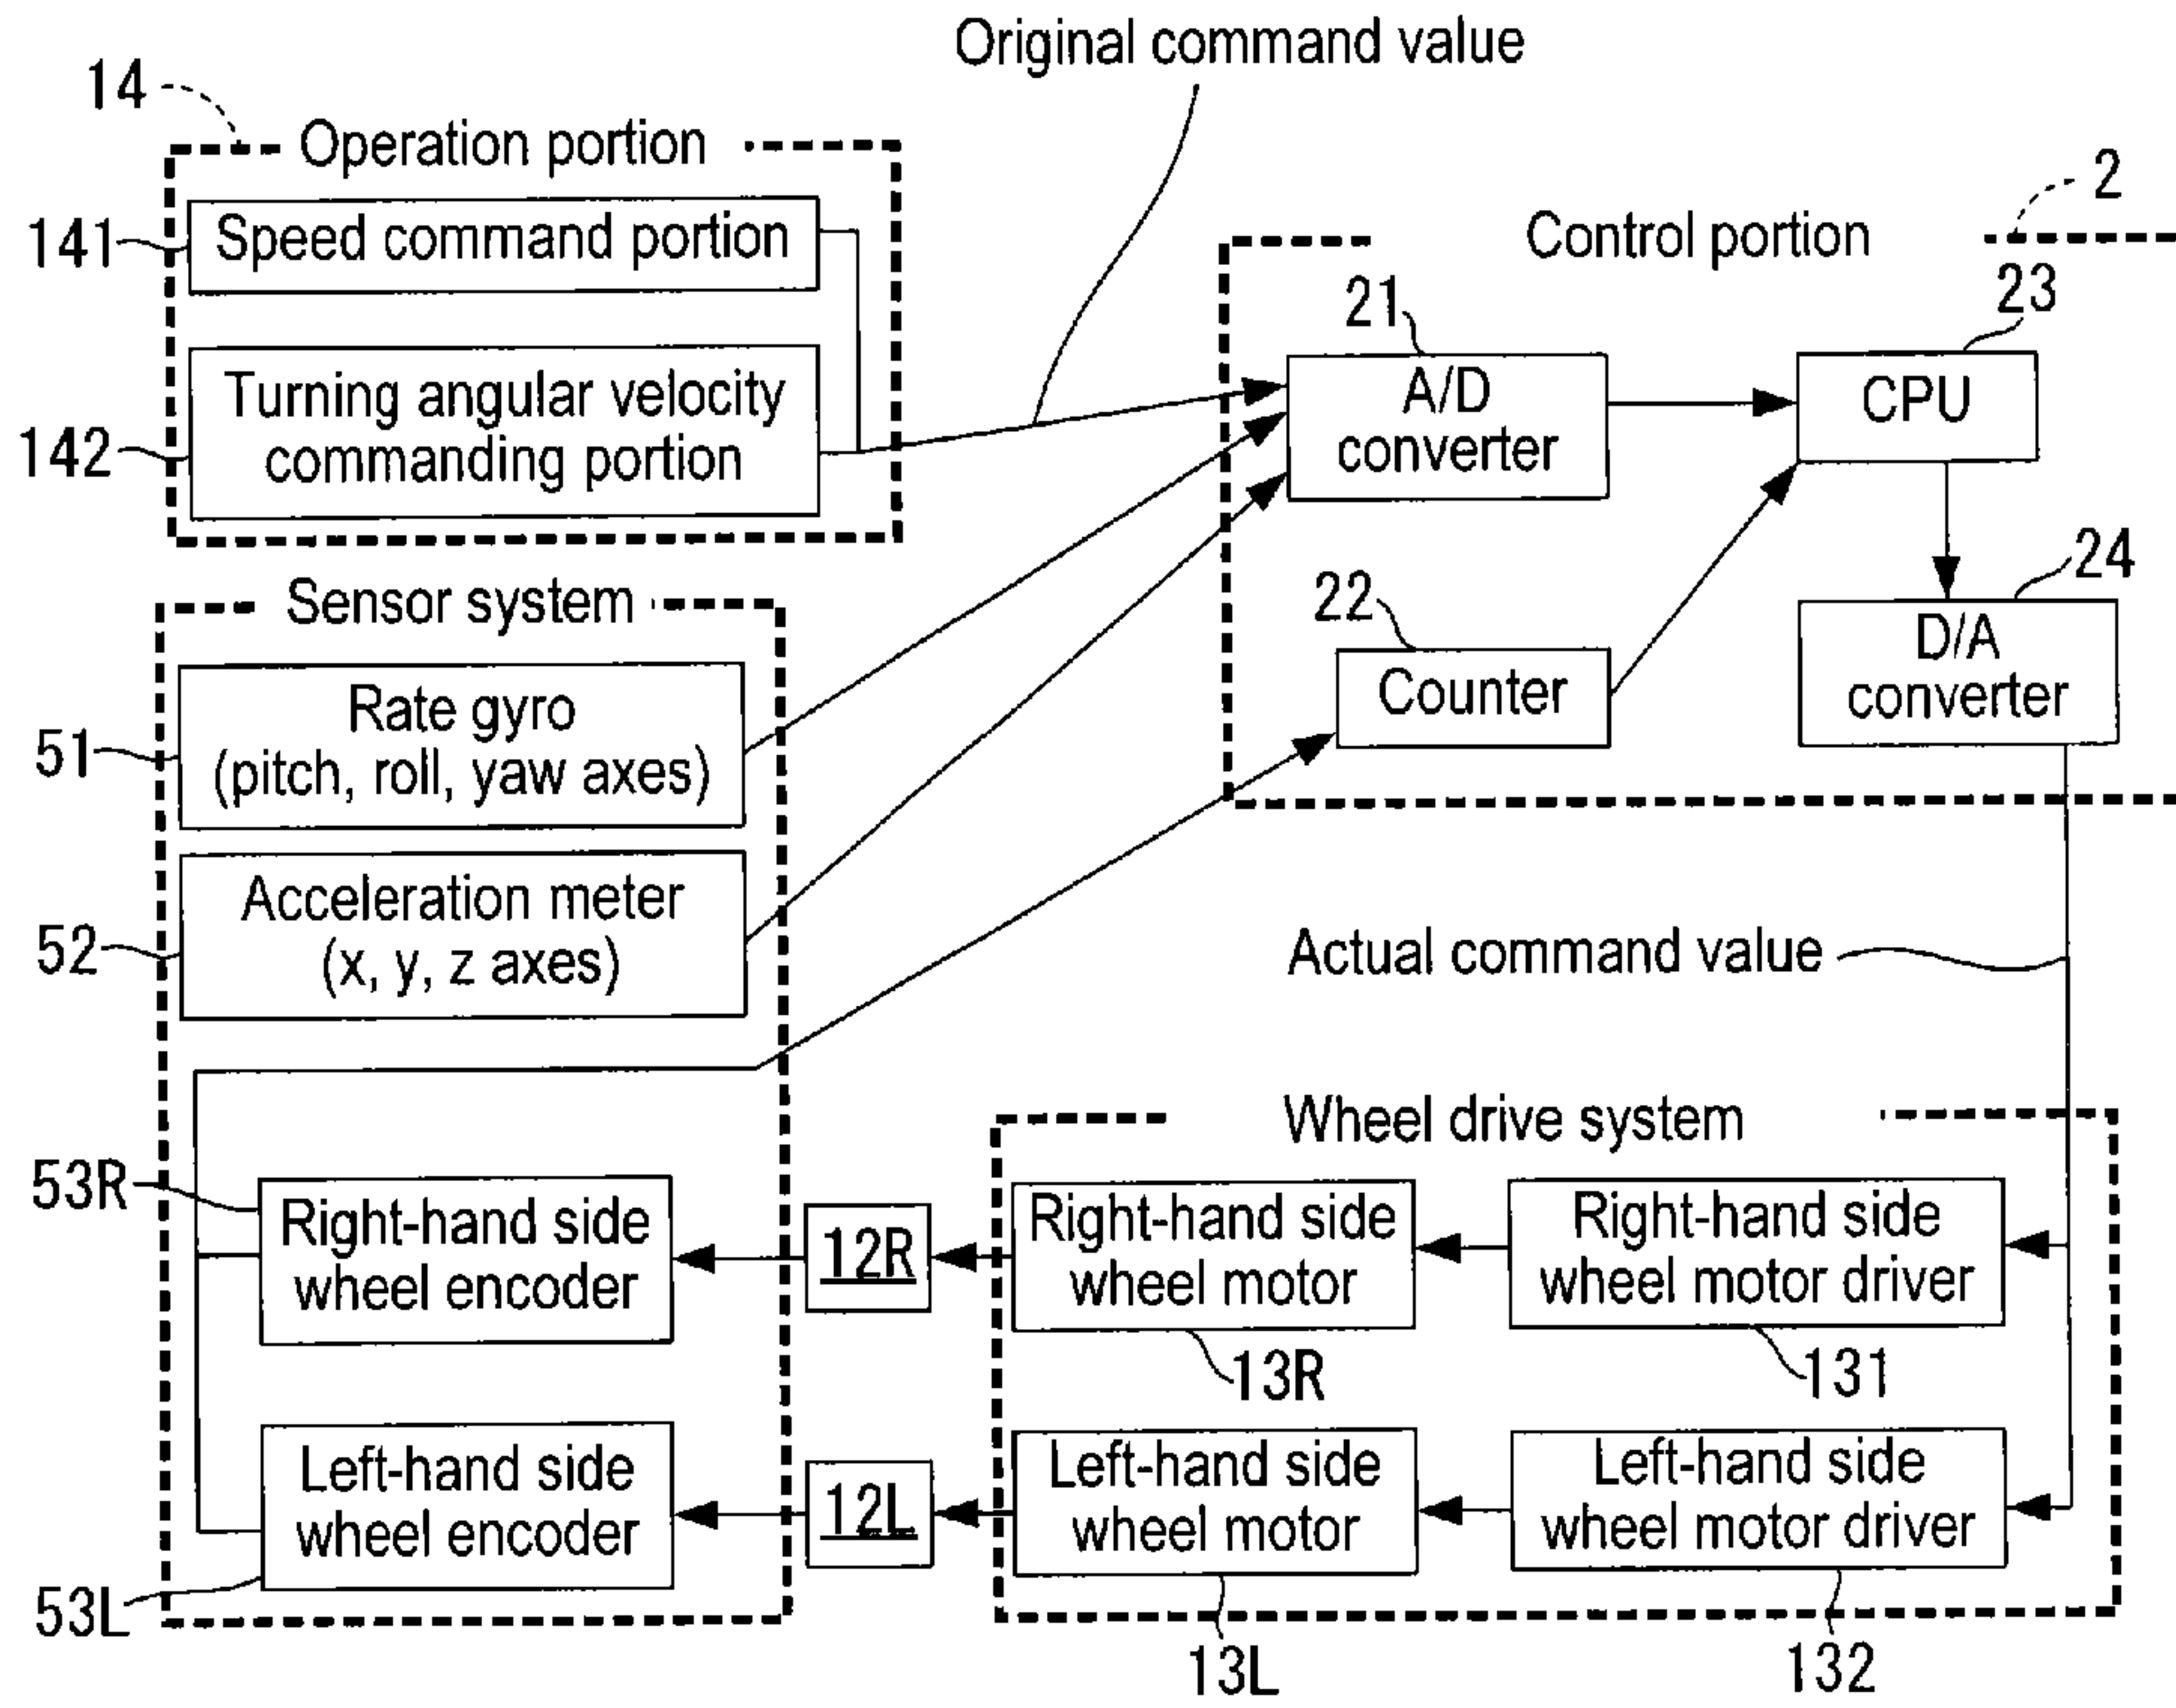 Original command value
14
Operation portion
141
Speed command portion
142
Turning angular velocity
commanding portion
2
Control portion
21
A/D
converter
23
CPU
22
Counter
24
D/A
converter
Sensor system
51
Rate gyro
(pitch, roll, yaw axes)
52
Acceleration meter
(x, y, z axes)
Actual command value
Wheel drive system
53R
Right-hand side
wheel encoder
12R
Right-hand side
wheel motor
13R
Right-hand side
wheel motor driver
131
53L
Left-hand side
wheel encoder
12L
Left-hand side
wheel motor
13L
Left-hand side
wheel motor driver
132